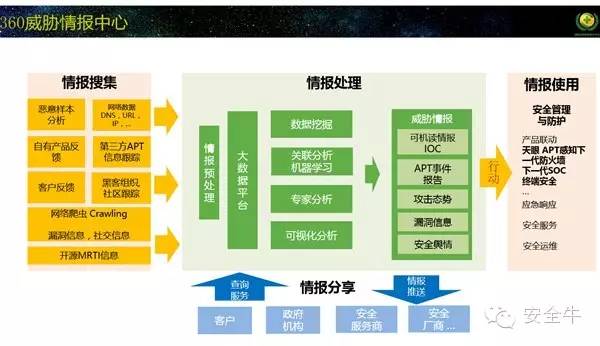 360威胁情报中心
情报搜集
恶意样本
分析
网络数据
DNS，URL，
IP，...
自有产品反
馈
第三方APT
信息跟踪
客户反馈
黑客组织
社区跟踪
网络爬虫 Crawling
漏洞信息，社交信息
开源MRTI信息
情报处理
情报预处理
大数据平台
数据挖掘
关联分析
机器学习
专家分析
可视化分析
威胁情报
可机读情报
IOC
APT事件
报告
攻击态势
漏洞信息
安全舆情
行动
情报使用
安全管理
与防护
产品联动
天眼 APT感知下
一代防火墙
下一代SOC
终端安全
...
应急响应
安全服务
安全运维
查询
服务
情报分享
情报
推送
客户
政府
机构
安全
服务商
安全
厂商 ...
安全牛